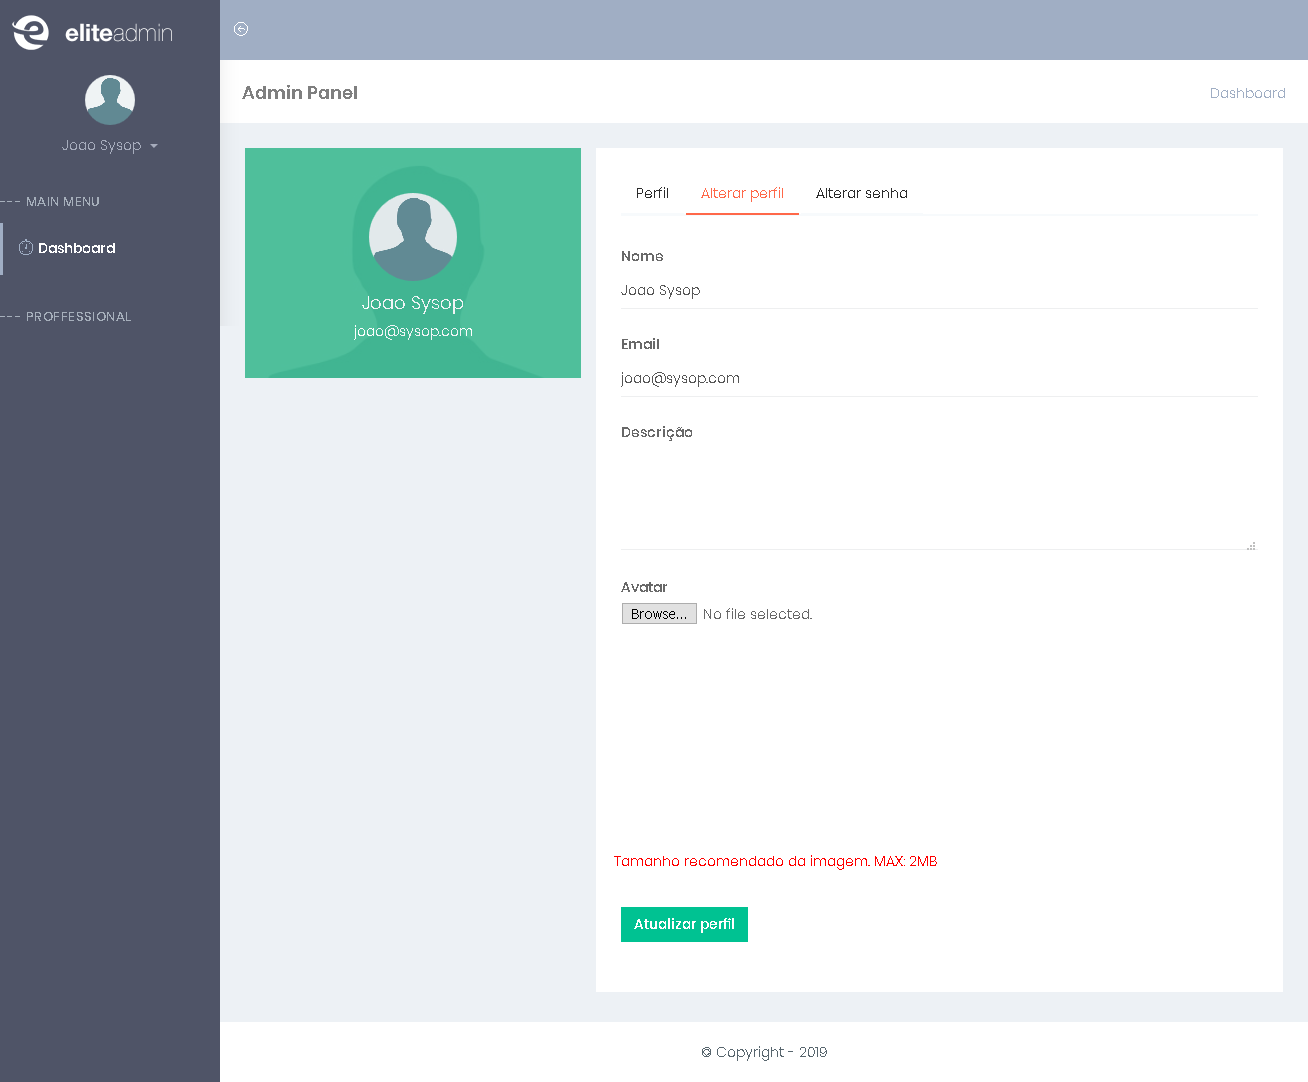 eliteadmin
Joao Sysop
--- MAIN MENU
Dashboard
--- PROFFESSIONAL
Admin Panel
Dashboard
Joao Sysop
joao@sysop.com
Perfil Alterar perfil Alterar senha
Nome
Joao Sysop
Email
joao@sysop.com
Descrição
Avatar
Browse... No file selected.
Tamanho recomendado da imagem. MAX: 2MB
Atualizar perfil
© Copyright - 2019